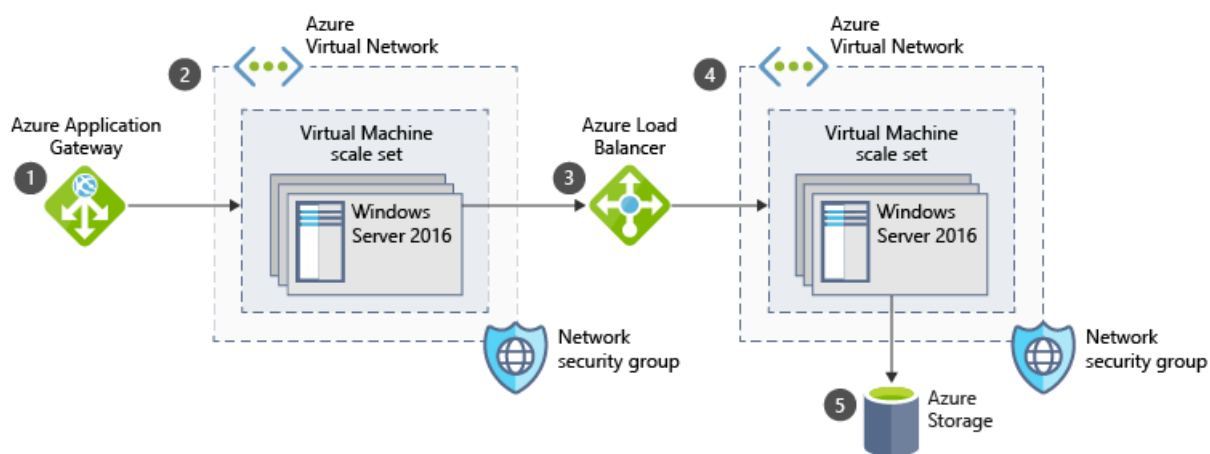 Azure
Virtual Network
2
Azure Application
Gateway
1
Virtual Machine
scale set
Windows
Server 2016
Network
security group
Azure Load
Balancer
3
Azure
Virtual Network
4
Virtual Machine
scale set
Windows
Server 2016
Network
security group
5
Azure
Storage